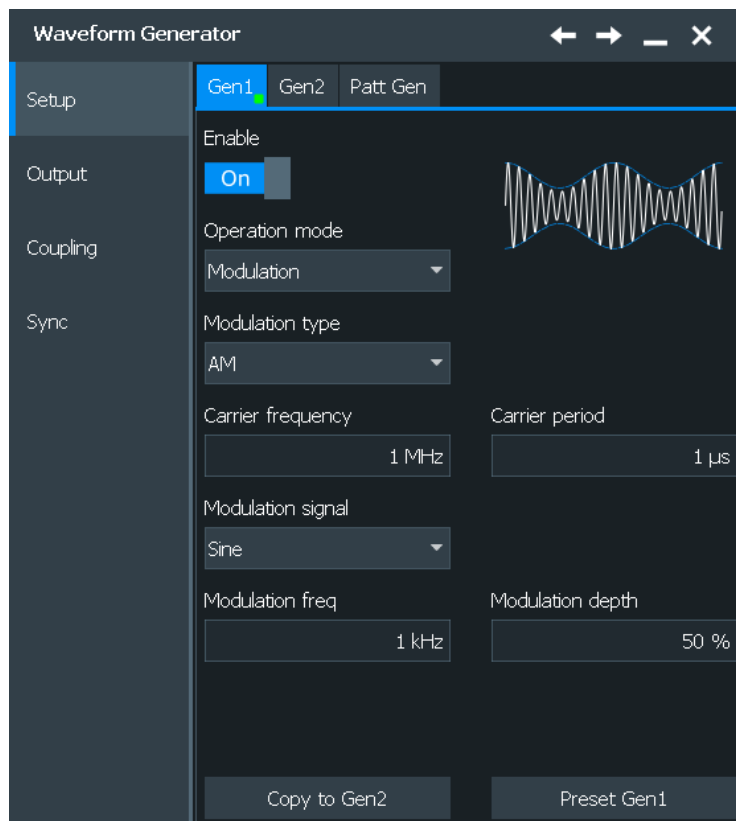 Waveform Generator
Setup
Output
Coupling
Sync
Gen1 Gen2 Patt Gen
Enable
On
Operation mode
Modulation
Modulation type
AM
Carrier frequency Carrier period
1 MHz 1 µs
Modulation signal
Sine
Modulation freq Modulation depth
1 kHz 50 %
Copy to Gen2 Preset Gen1